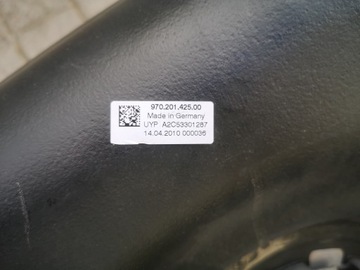 970.201.425.00
Made in Germany
UYP A2C53301287
14.04.2010 000036